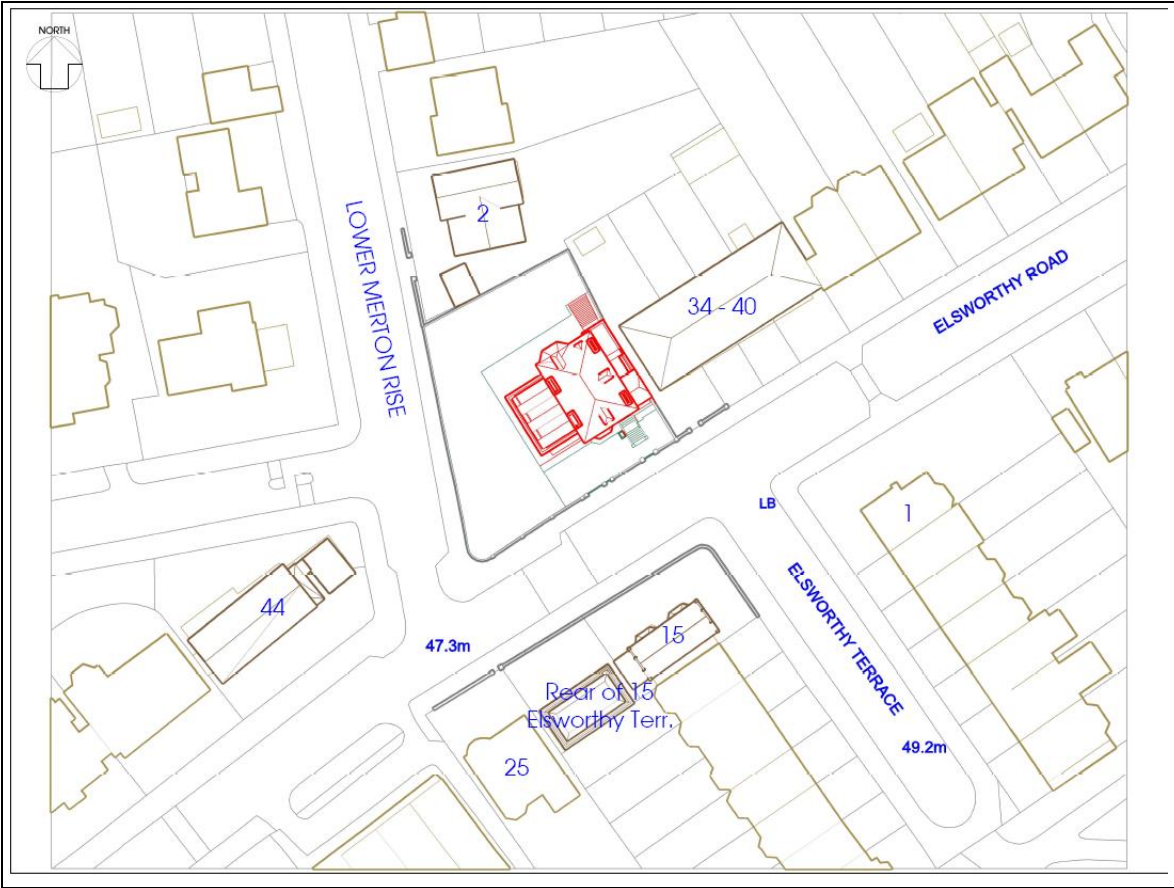 NORTH
2
LOWER MERTON RISE
34 - 40
ELSWORTHY ROAD
LB
1
44
ELSWORTHY TERRACE
15
47.3m
Rear of 15
Elsworthy Terr.
49.2m
25